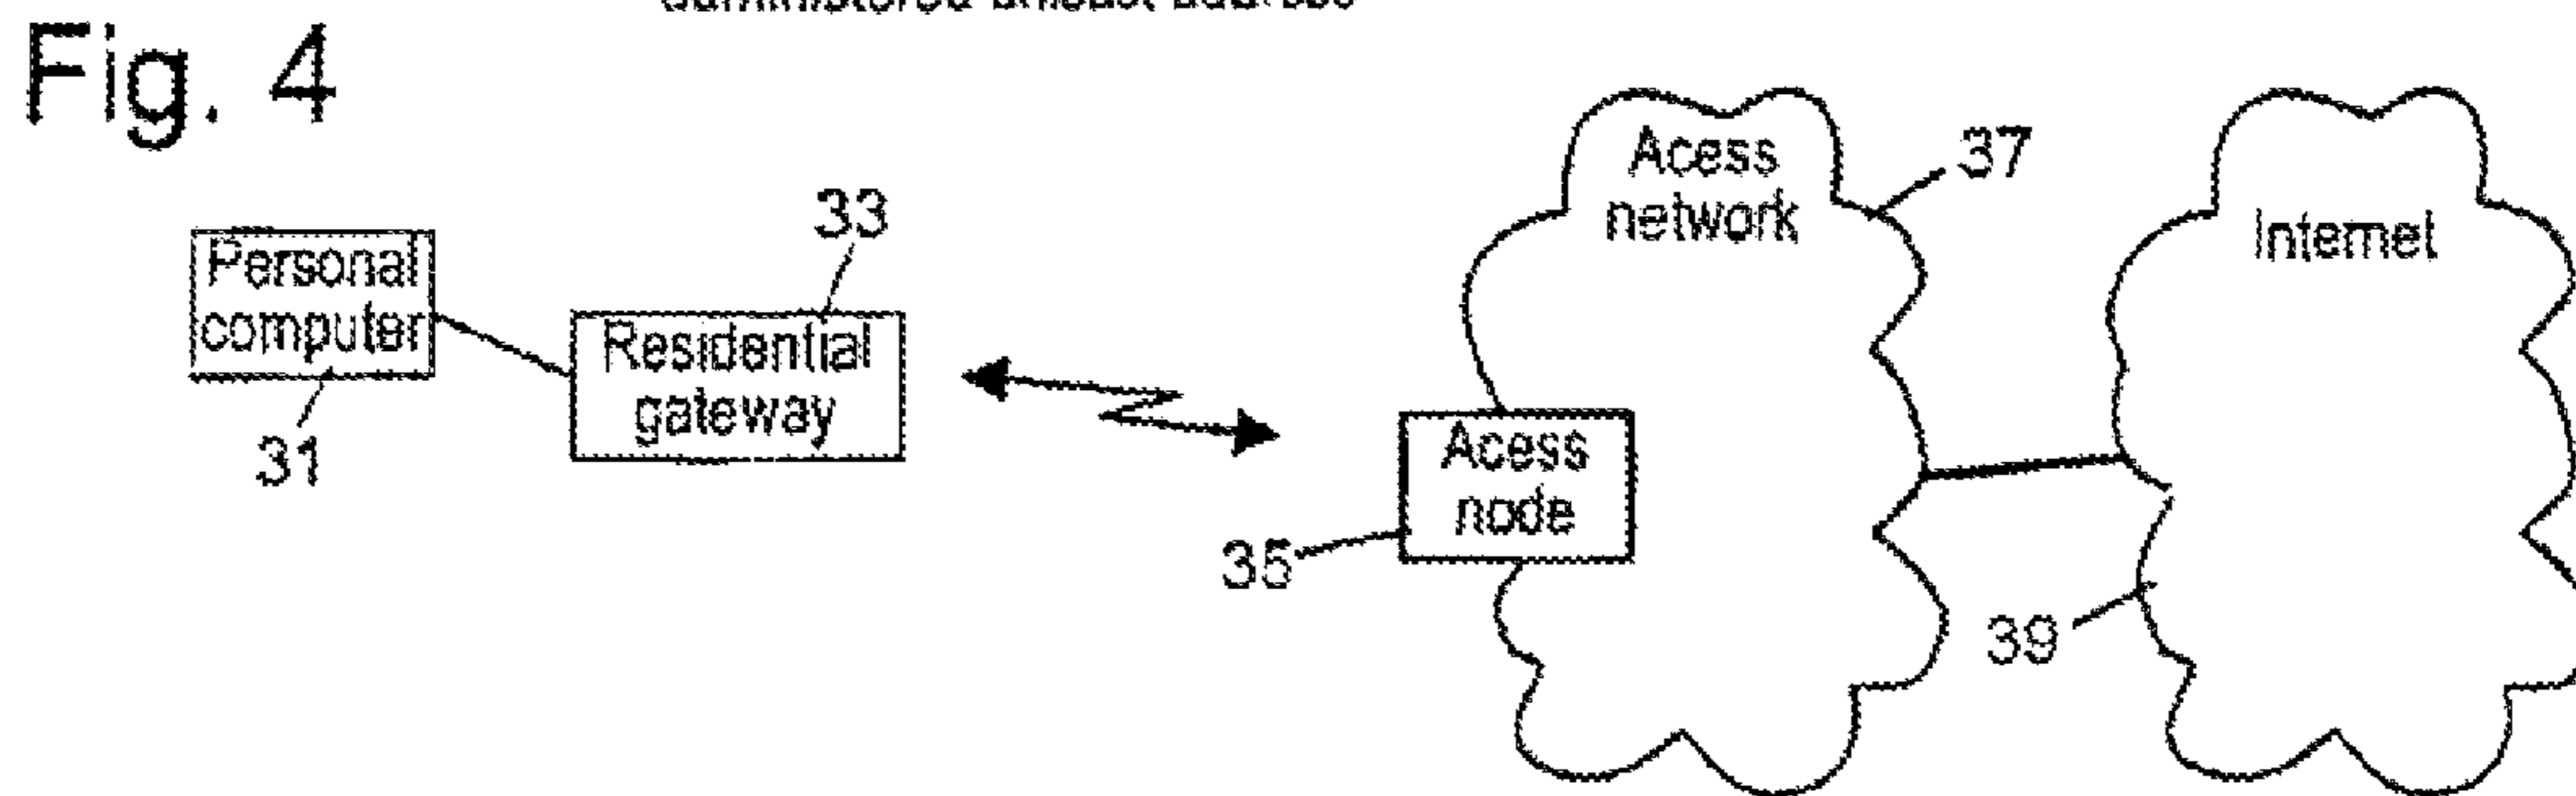 Fig. 4
Personal
computer
31
33
Residential
gateway
Acess
network
37
Acess
node
35
Internet
39